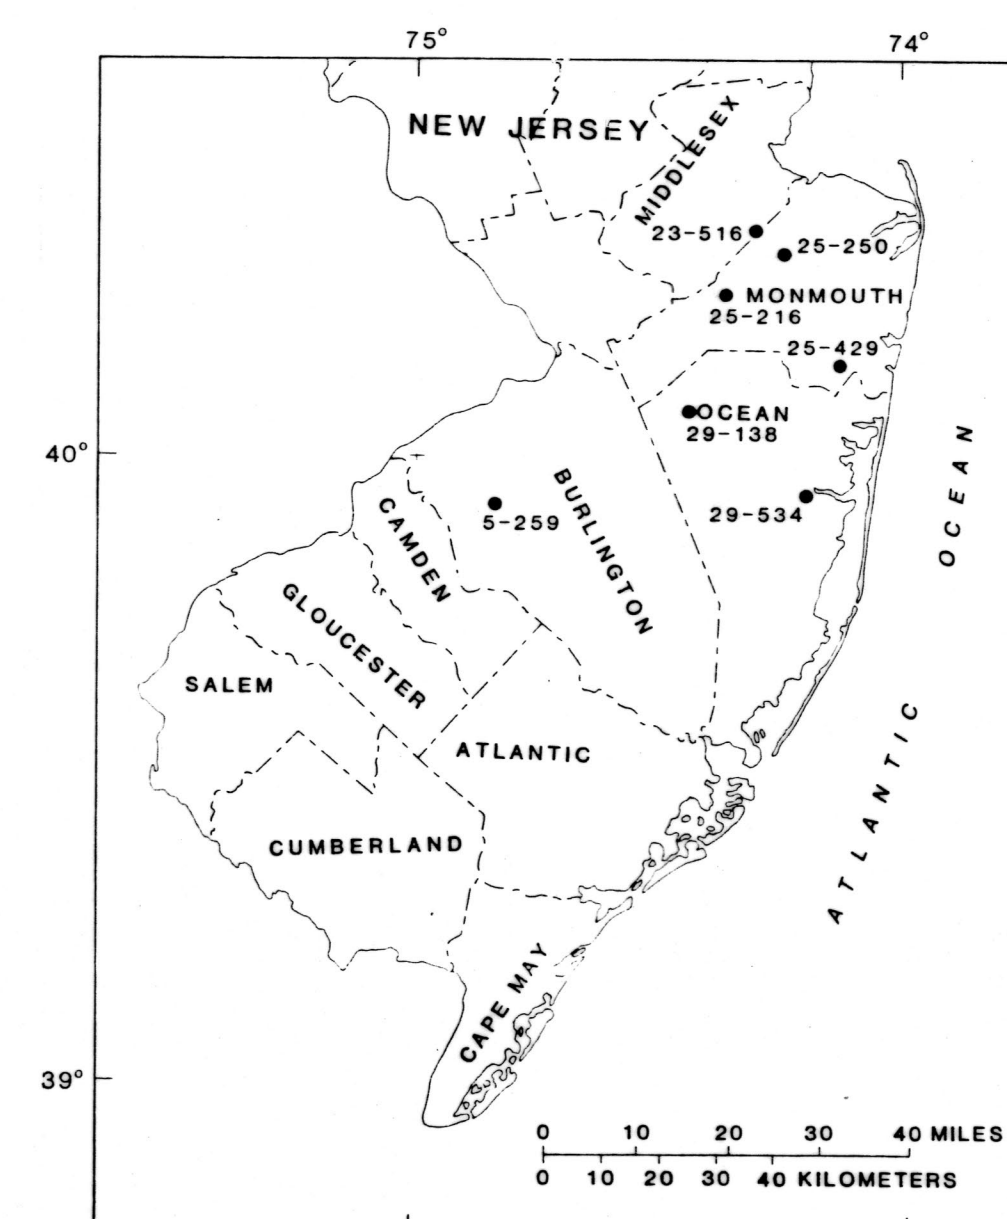 75°
74°
NEW JERSEY
MIDDLESEX
23-516
25-250
MONMOUTH
25-216
25-429
OCEAN
29-138
40°
29-534
5-259
BURLINGTON
CAMDEN
GLOUCESTER
SALEM
ATLANTIC
CUMBERLAND
CAPE MAY
ATLANTIC OCEAN
39°
0 10 20 30 40 MILES
0 10 20 30 40 KILOMETERS